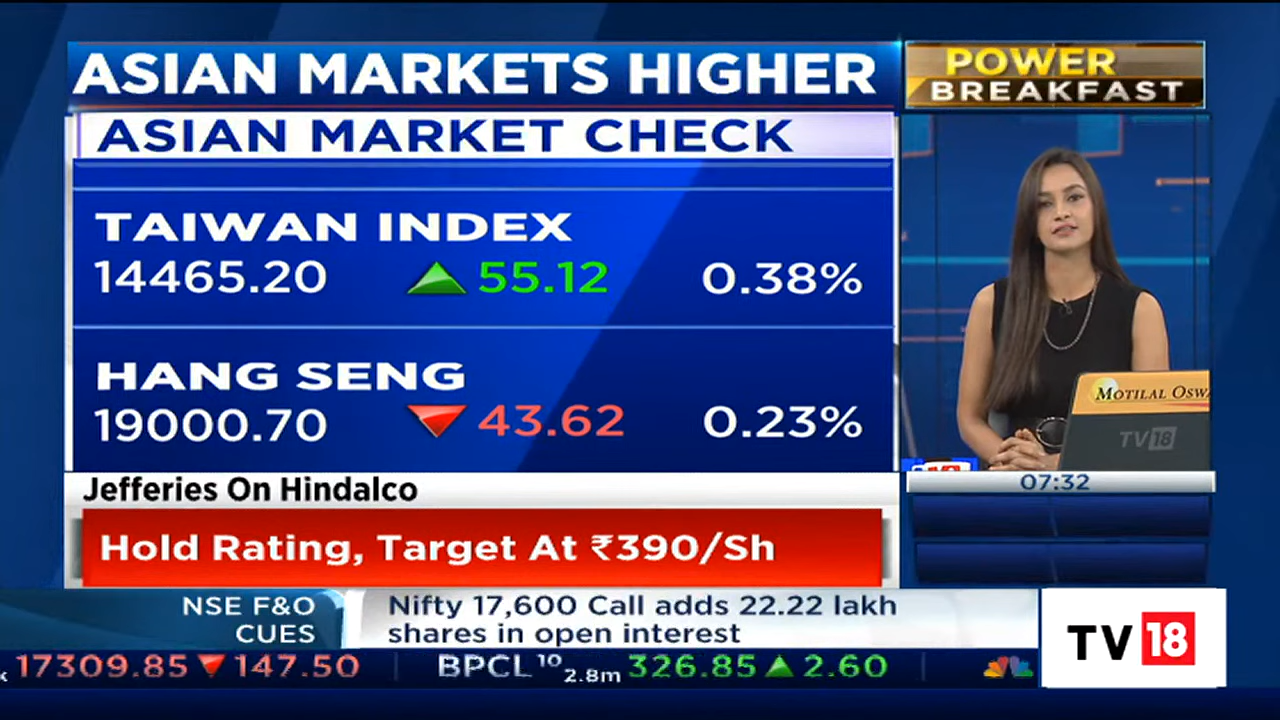 ASIAN MARKETS HIGHER
POWER
BREAKFAST
ASIAN MARKET CHECK
TAIWAN INDEX
14465.20 55.12 0.38%
HANG SENG
19000.70 43.62 0.23%
MOTILAL OSW
TV18
07:32
Jefferies On Hindalco
Hold Rating, Target At ₹390/Sh
NSE F&O
CUES
Nifty 17,600 Call adds 22.22 lakh
shares in open interest
TV18
17309.85 147.50 BPCL 10 2.8m 326.85 2.60